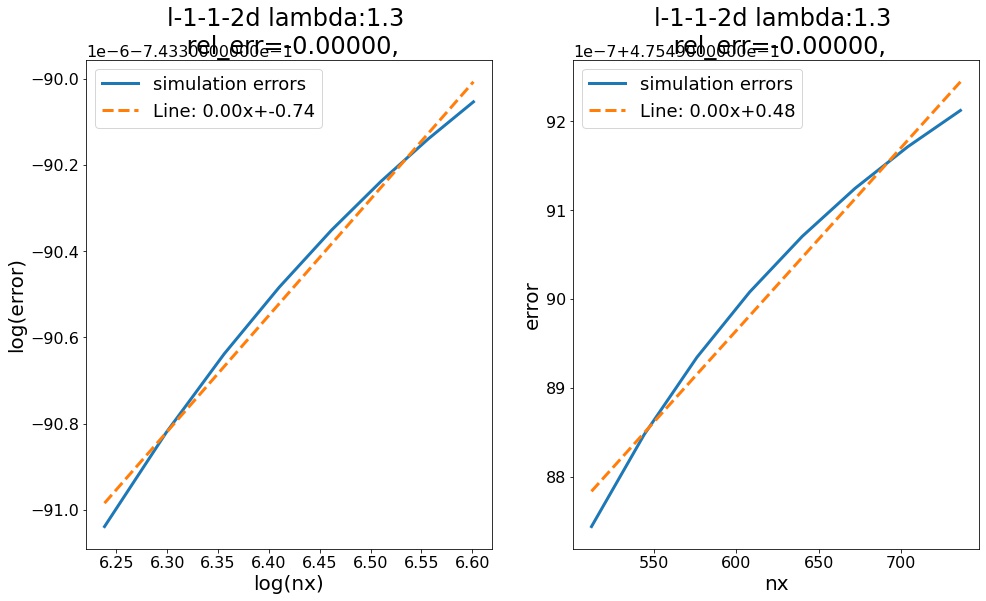 l-1-1-2d lambda:1.3
rel_err=-0.00000,
1e−6−7.4330000000e−1
simulation errors
Line: 0.00x+-0.74
−90.0
−90.2
−90.4
−90.6
−90.8
−91.0
log(error)
6.25 6.30 6.35 6.40 6.45 6.50 6.55 6.60
log(nx)
l-1-1-2d lambda:1.3
rel_err=-0.00000,
1e−7+4.7549000000e−1
simulation errors
Line: 0.00x+0.48
92
91
90
89
88
error
550 600 650 700
nx